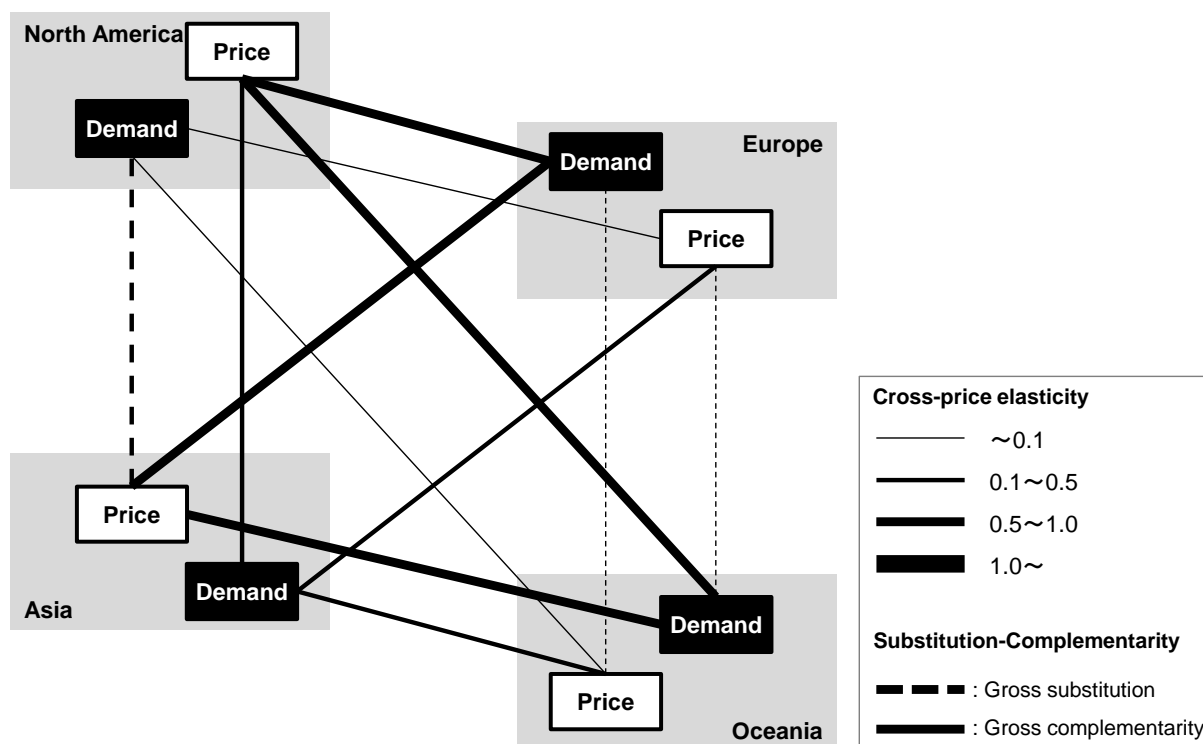 North America
Price
Demand
Europe
Demand
Price
Price
Demand
Asia
Demand
Price
Oceania
Cross-price elasticity
～0.1
0.1～0.5
0.5～1.0
1.0～
Substitution-Complementarity
: Gross substitution
: Gross complementarity